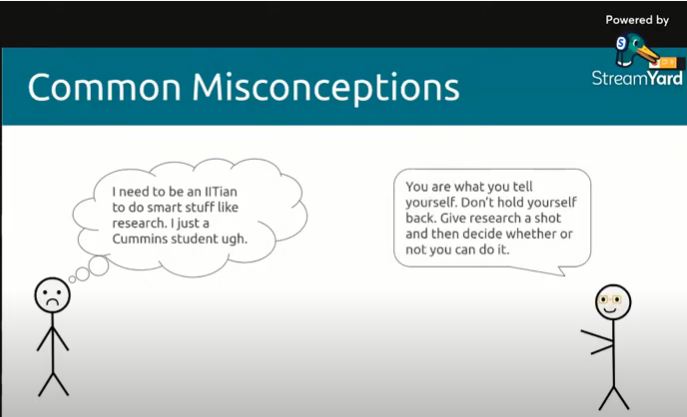 Powered by
StreamYard
Common Misconceptions
I need to be an IITian
to do smart stuff like
research. I just a
Cummins student ugh.
You are what you tell
yourself. Don't hold yourself
back. Give research a shot
and then decide whether or
not you can do it.